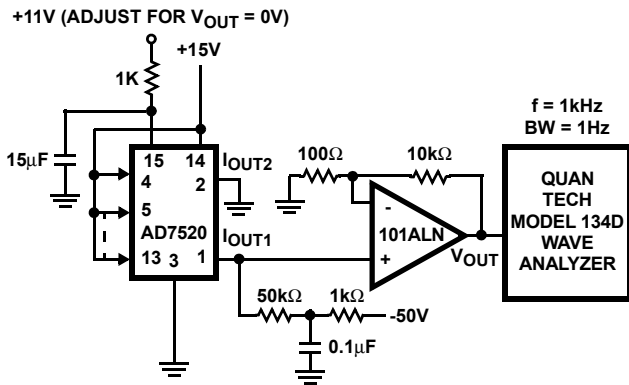 +11V (ADJUST FOR VOUT = 0V)
+15V
1K
f = 1kHz
BW = 1Hz
15μF
15
14
IOUT2
100Ω
10kΩ
4
2
5
AD7520
IOUT1
13
3
1
-
101ALN
+
VOUT
QUAN
TECH
MODEL 134D
WAVE
ANALYZER
50kΩ
1kΩ
-50V
0.1μF